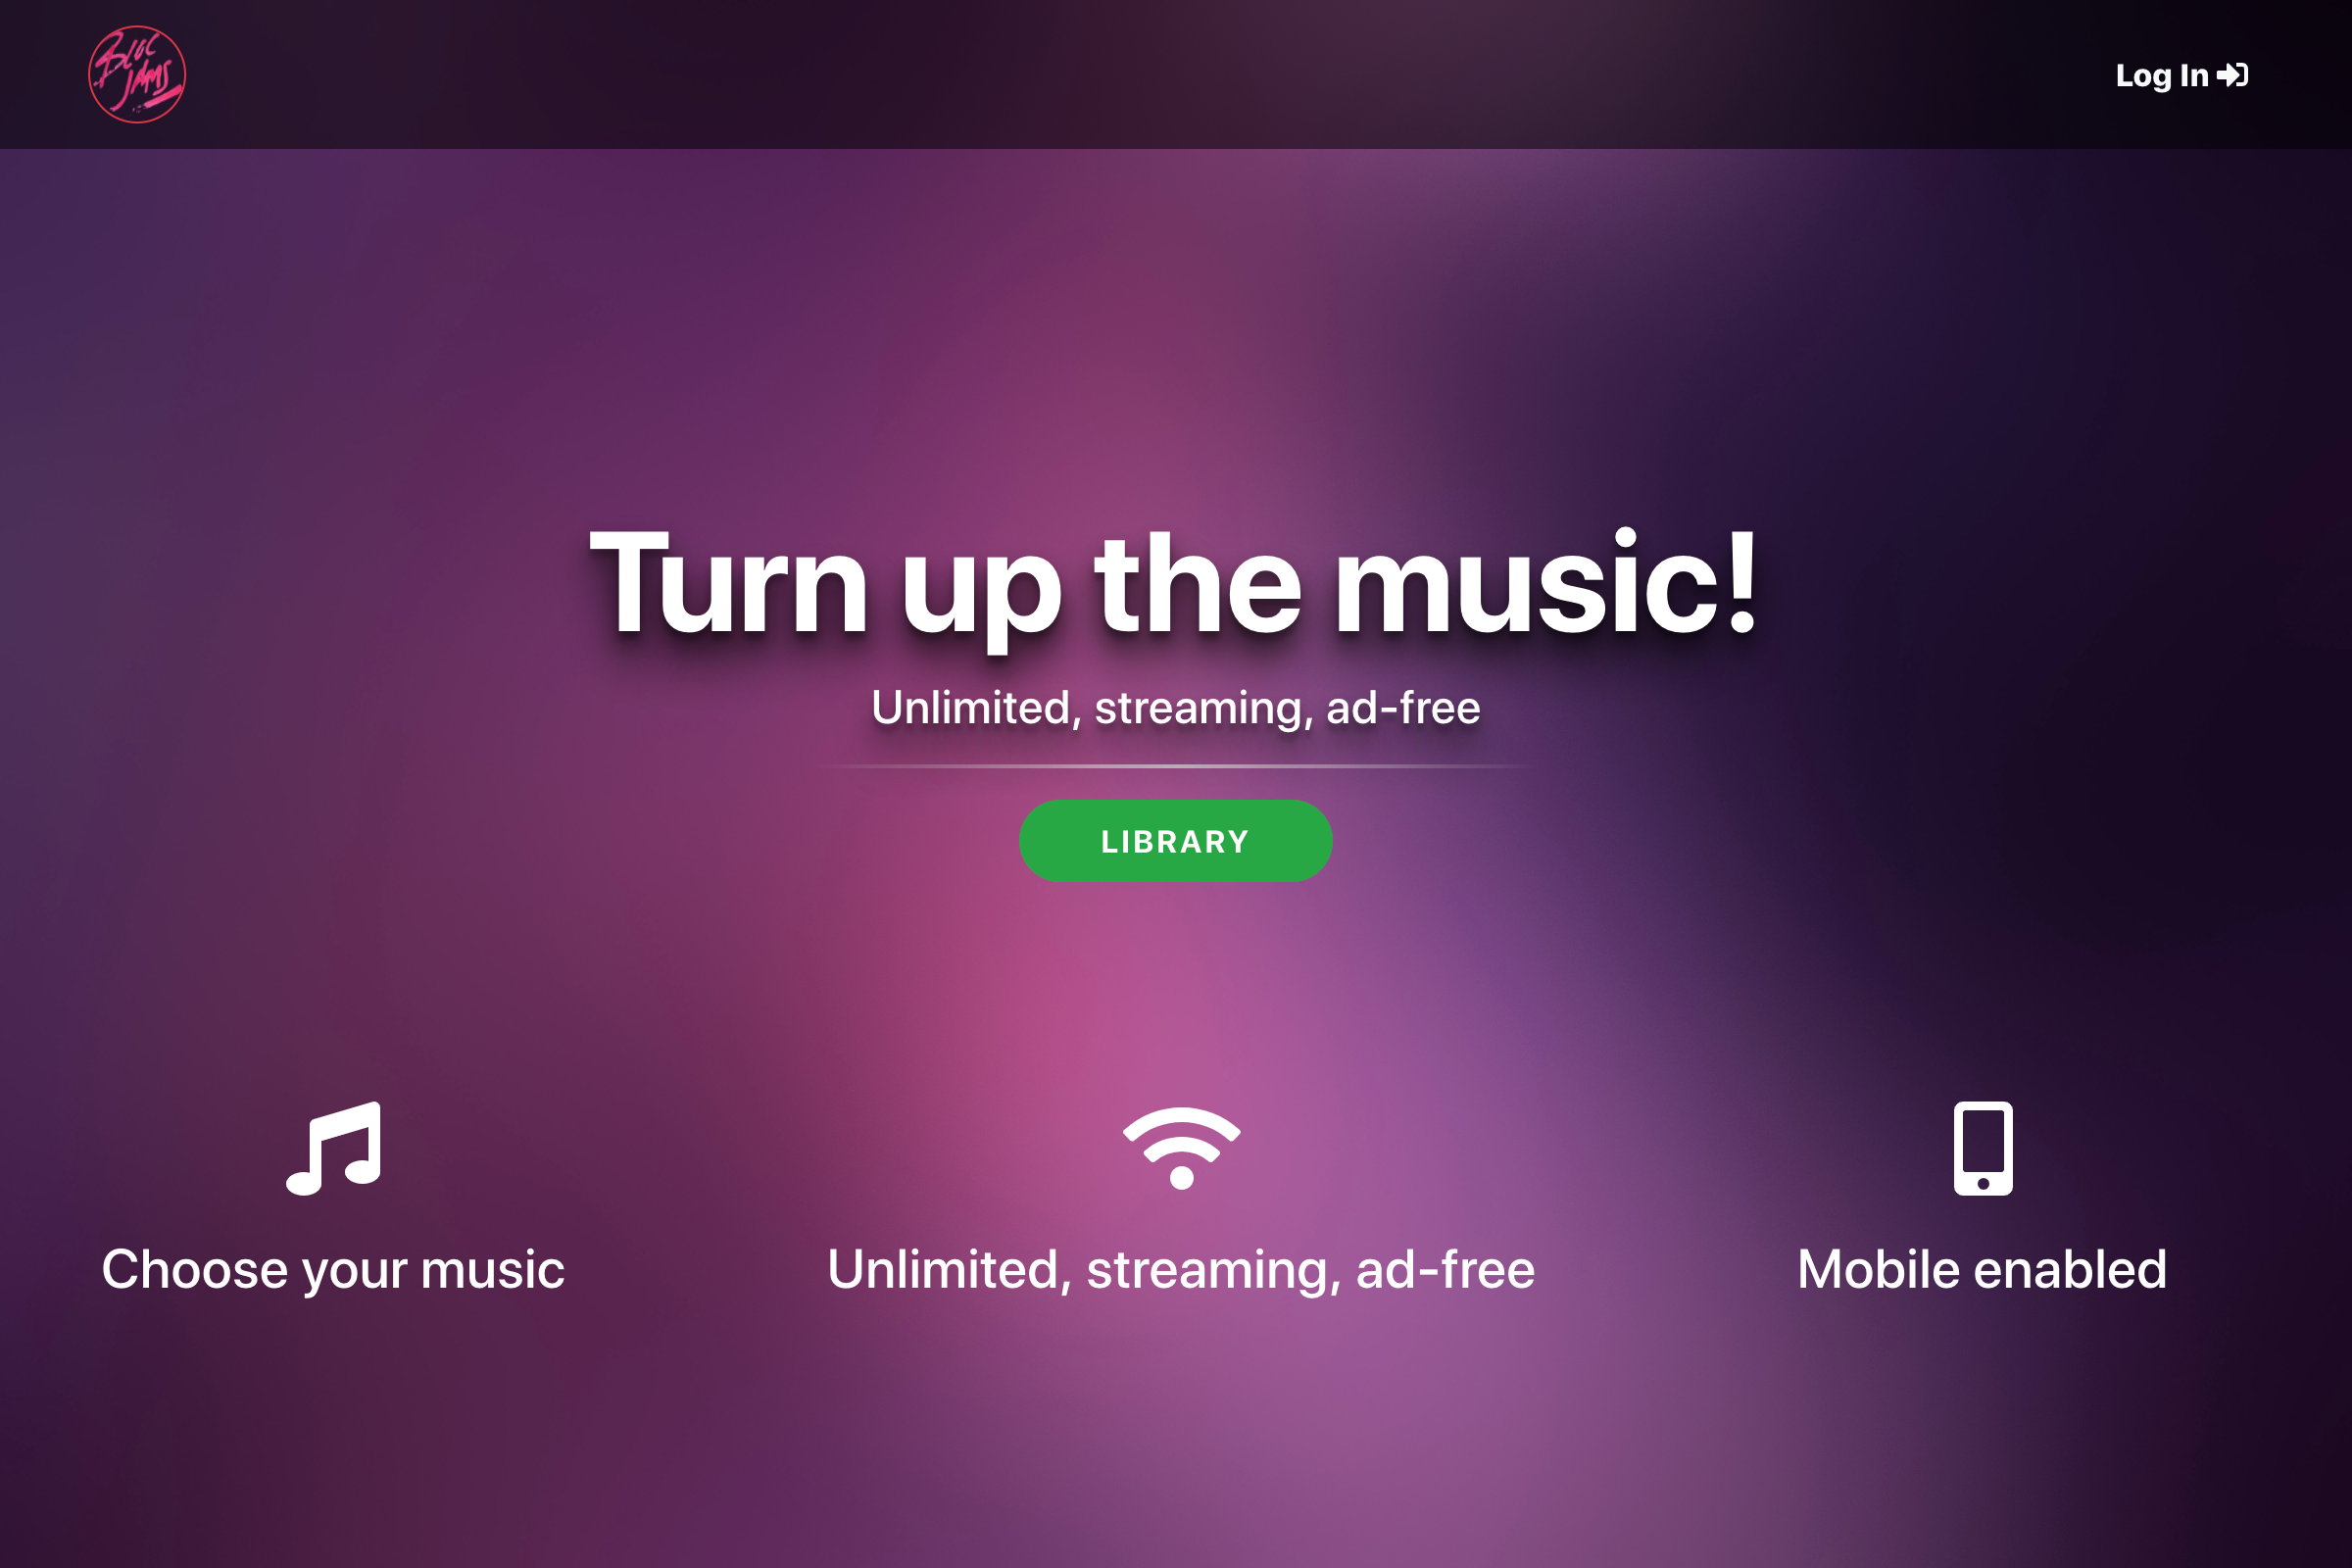 Bloc
Jams
Log In
Turn up the music!
Unlimited, streaming, ad-free
LIBRARY
Choose your music
Unlimited, streaming, ad-free
Mobile enabled